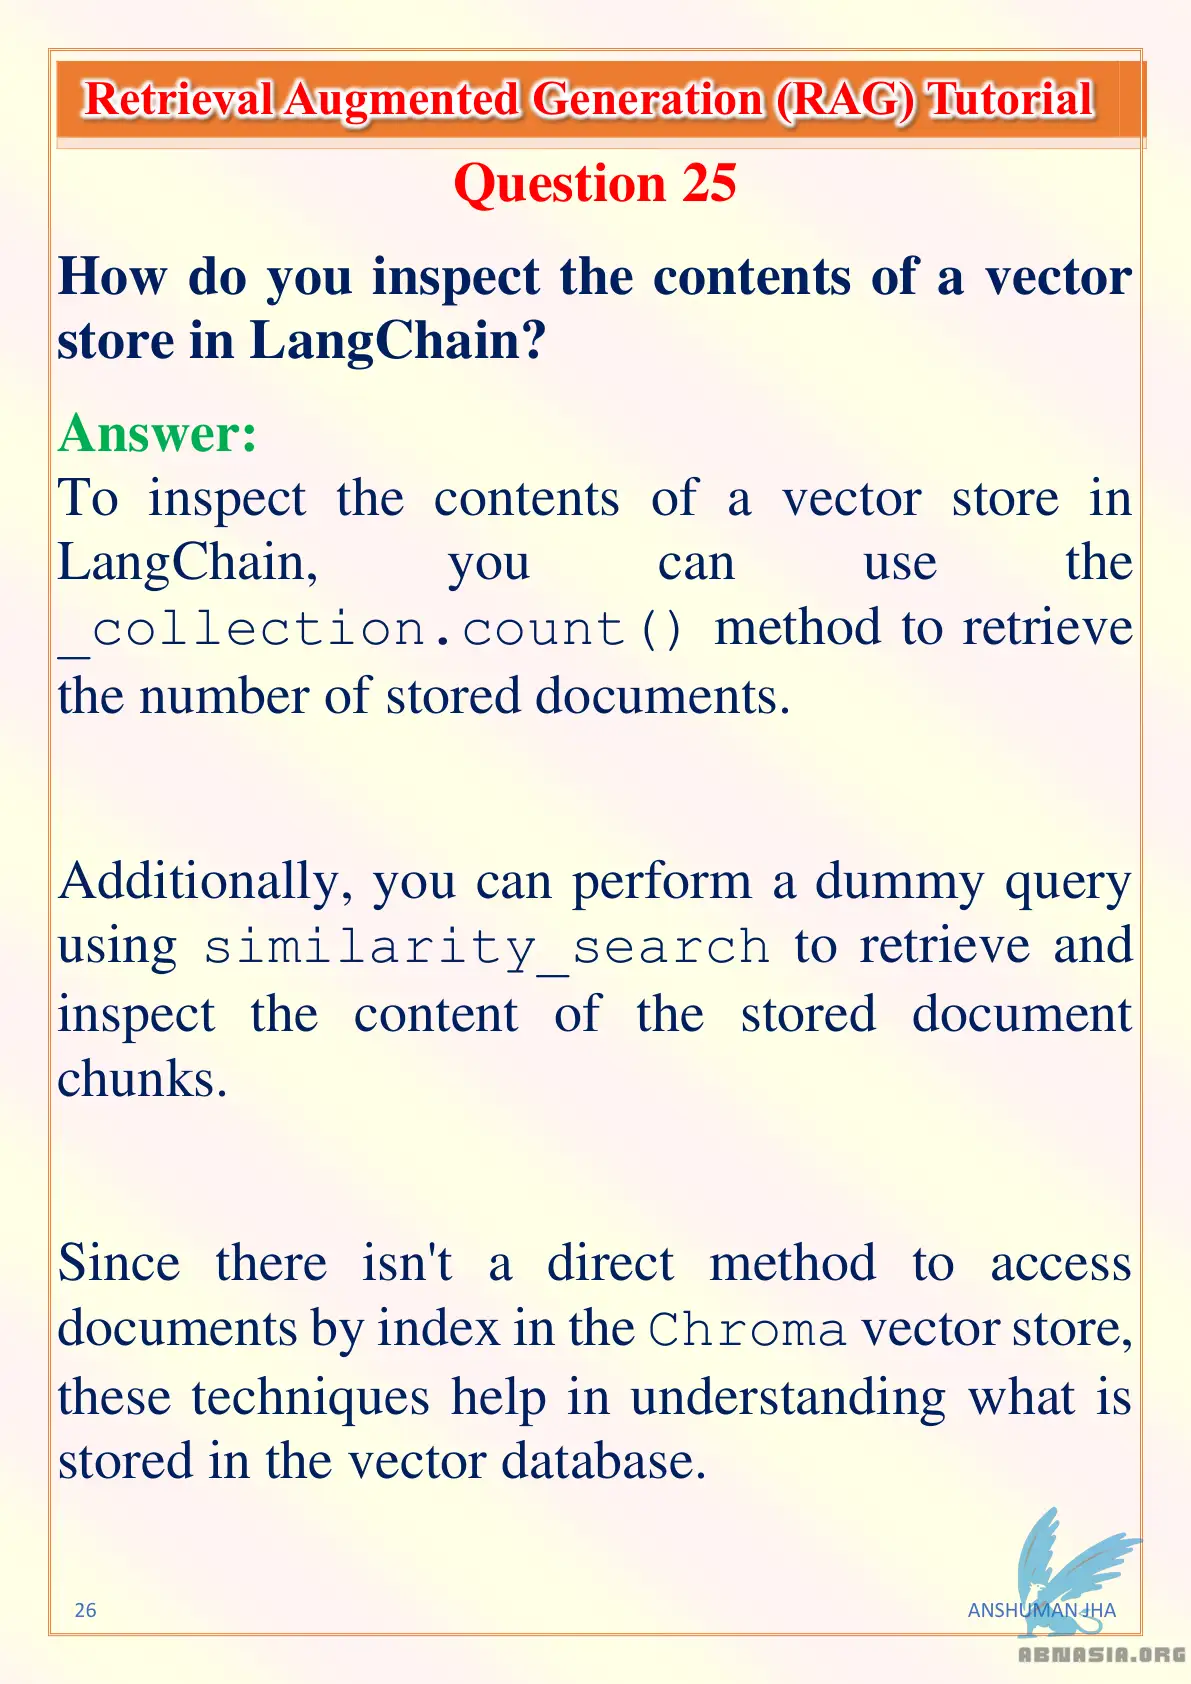 Retrieval Augmented Generation (RAG) Tutorial
Question 25
How do you inspect the contents of a vector
store in LangChain?
Answer:
To inspect the contents of a vector store in
LangChain, you can use the
_collection.count() method to retrieve
the number of stored documents.
Additionally, you can perform a dummy query
using similarity_search to retrieve and
inspect the content of the stored document
chunks.
Since there isn't a direct method to access
documents by index in the Chroma vector store,
these techniques help in understanding what is
stored in the vector database.
26 ANSHUMAN JHA
ABNASIA.ORG